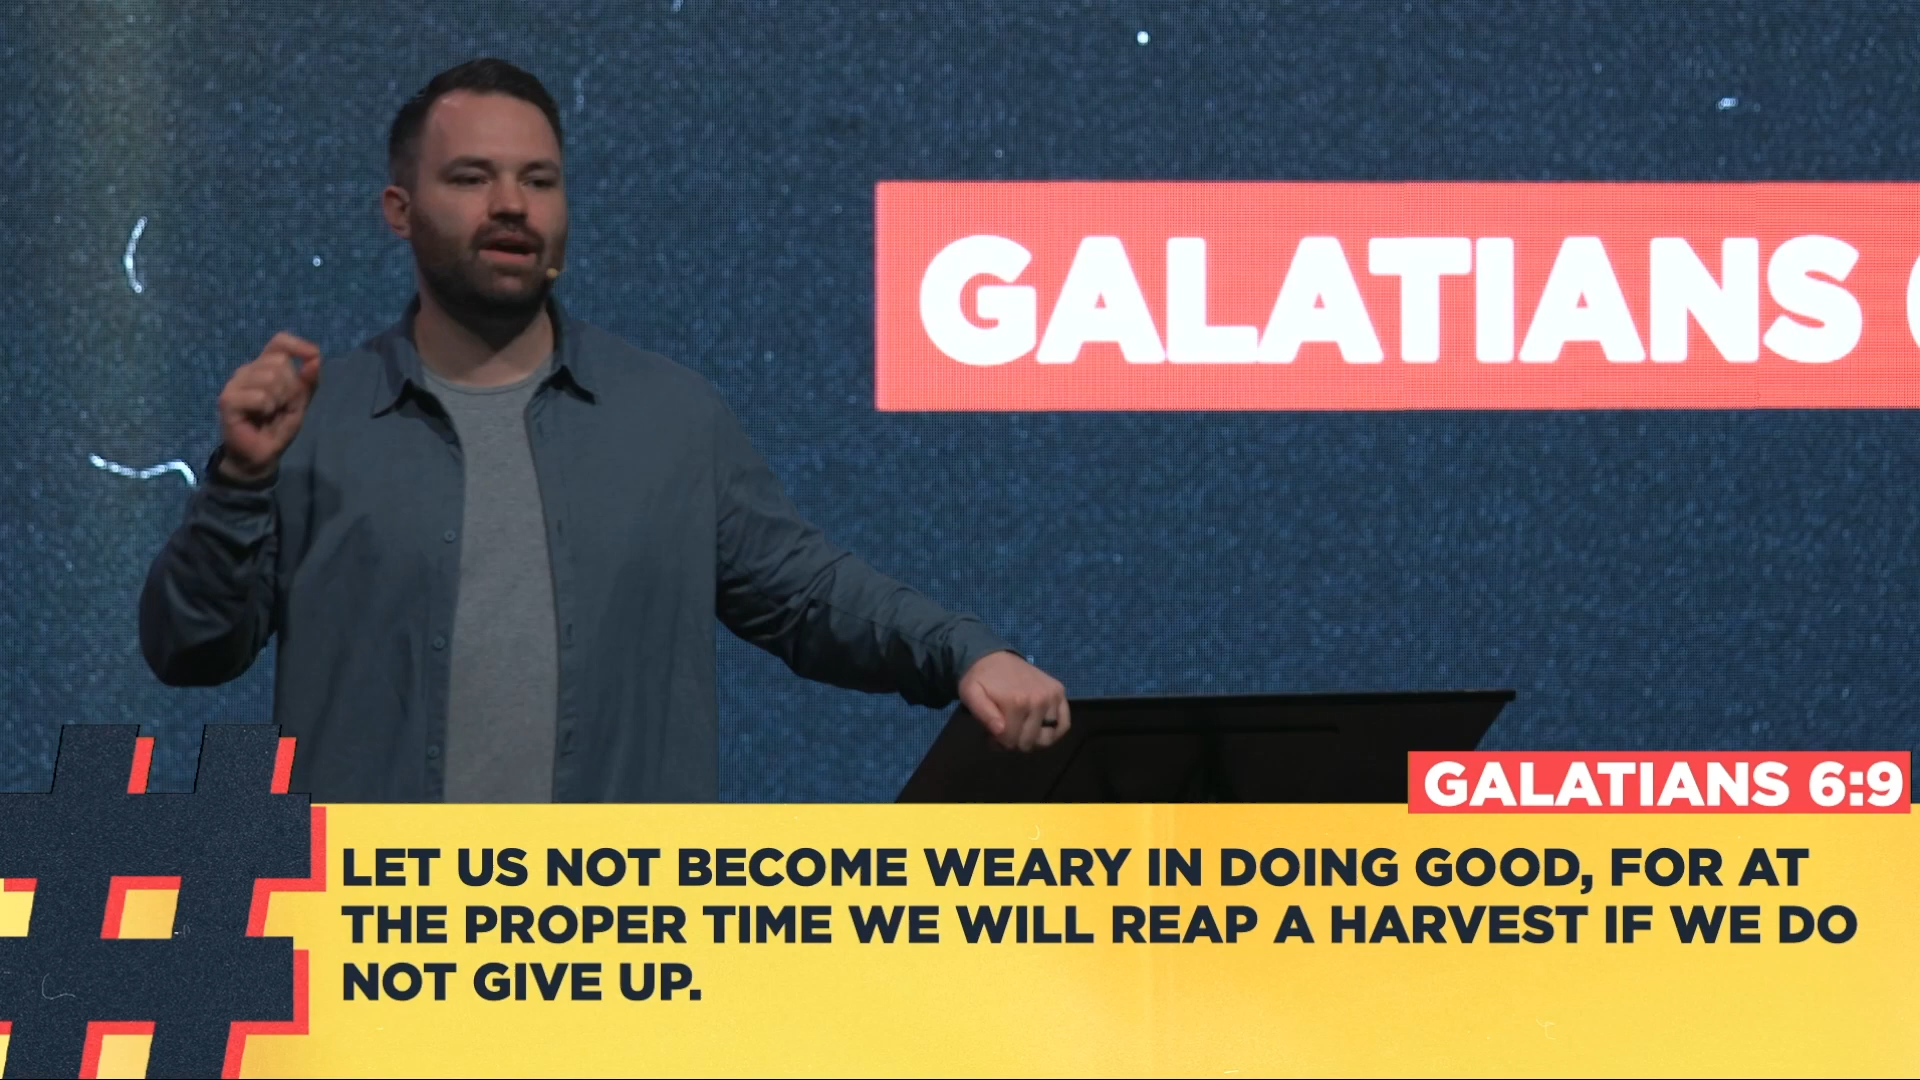 GALATIANS
GALATIANS 6:9
LET US NOT BECOME WEARY IN DOING GOOD, FOR AT
THE PROPER TIME WE WILL REAP A HARVEST IF WE DO
NOT GIVE UP.
#